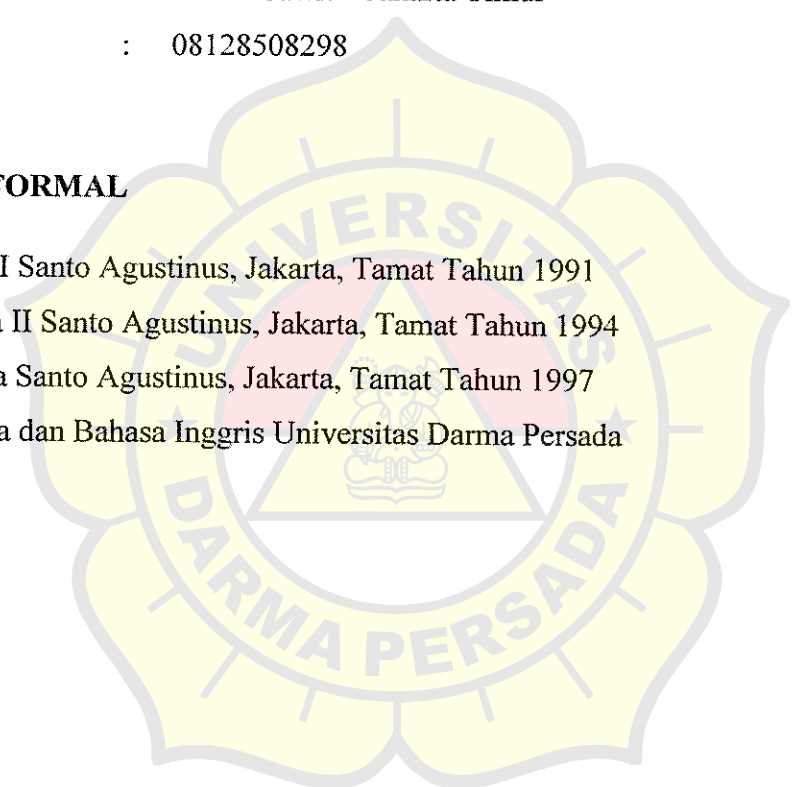 : 08128508298
FORMAL
I Santo Agustinus, Jakarta, Tamat Tahun 1991
II Santo Agustinus, Jakarta, Tamat Tahun 1994
a Santo Agustinus, Jakarta, Tamat Tahun 1997
a dan Bahasa Inggris Universitas Darma Persada
UNIVERSITAS
DARMA PERSADA